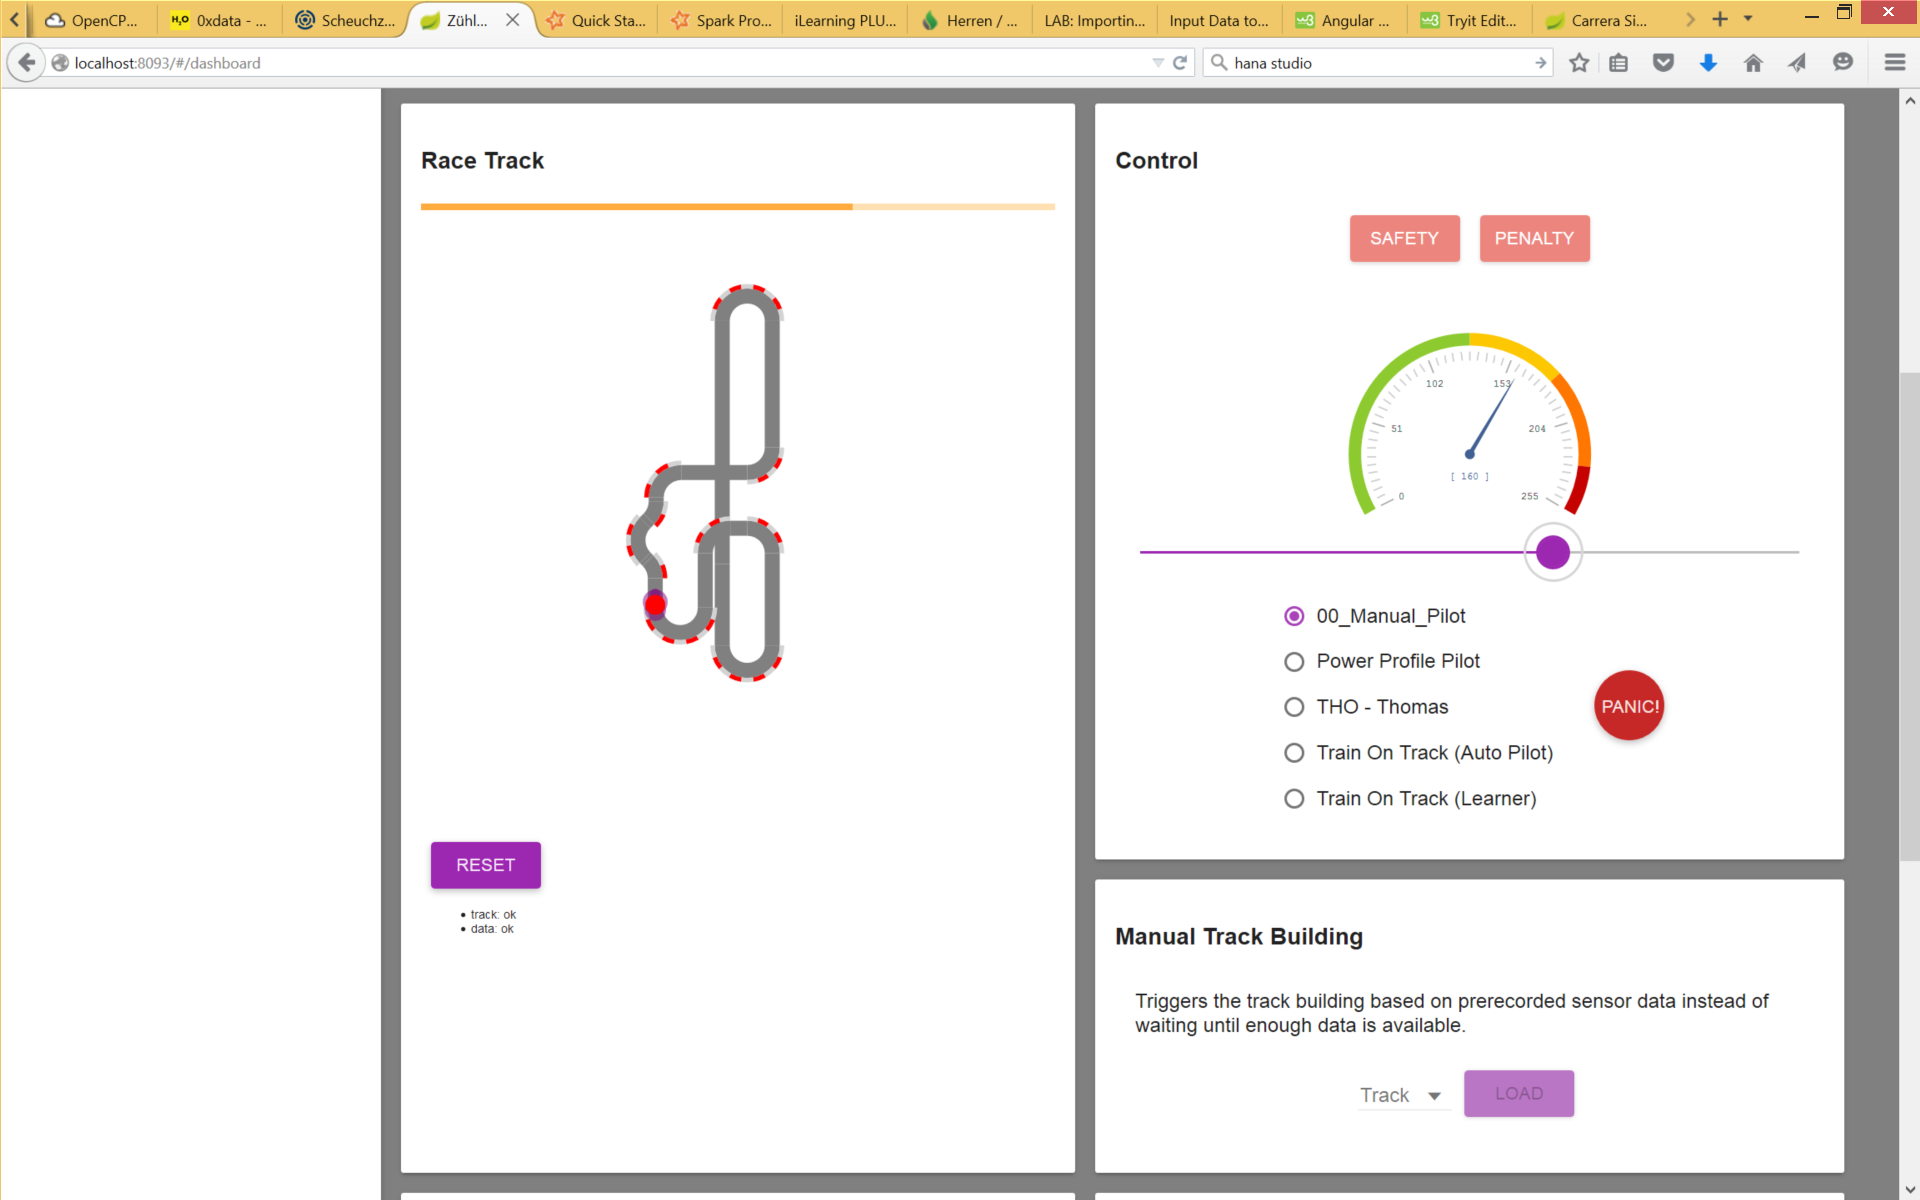 OpenCP...
H₂O 0xdata - ...
Scheuchz...
Zühl...
Quick Sta...
Spark Pro...
iLearning PLU...
Herren / ...
LAB: Importin...
Input Data to...
w3 Angular ...
w3 Tryit Edit...
Carrera Si...
localhost:8093/#/dashboard
hana studio
Race Track
RESET
track: ok
data: ok
Control
SAFETY PENALTY
102 153
51 204
[ 160 ]
0 255
00_Manual_Pilot
Power Profile Pilot
THO - Thomas
Train On Track (Auto Pilot)
Train On Track (Learner)
PANIC!
Manual Track Building
Triggers the track building based on prerecorded sensor data instead of
waiting until enough data is available.
Track LOAD